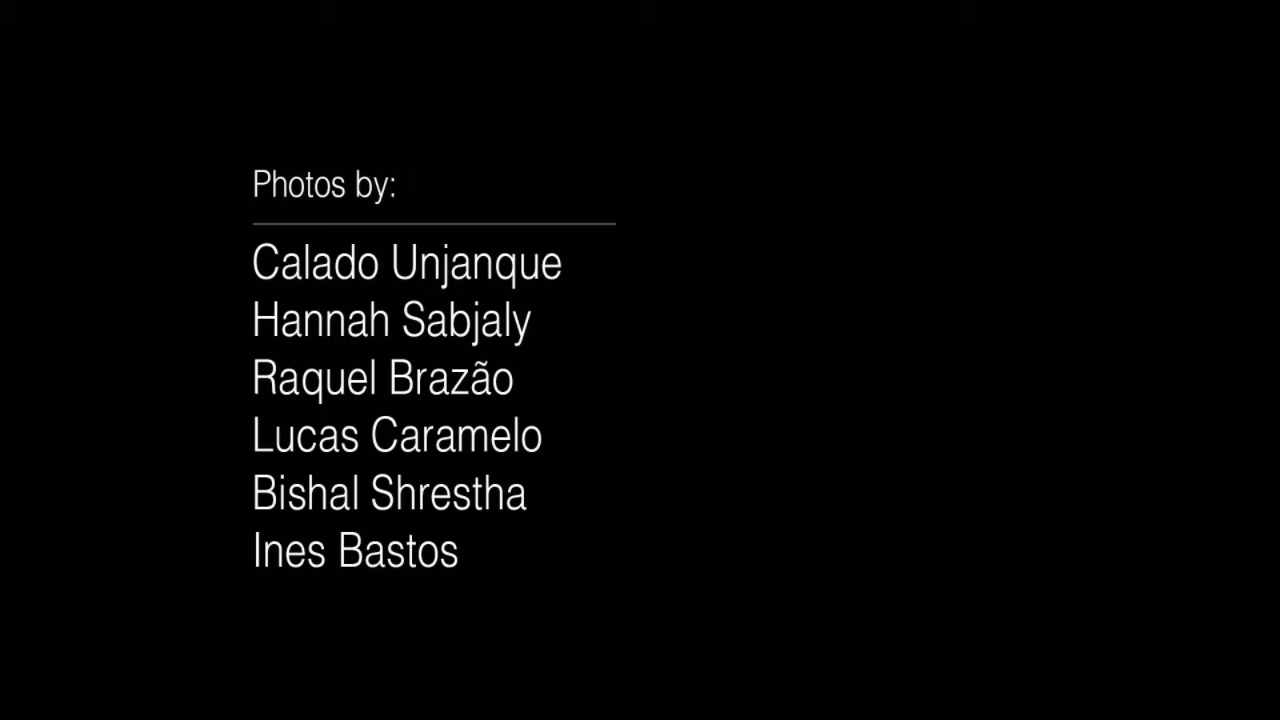 Photos by:
Calado Unjanque
Hannah Sabjaly
Raquel Brazão
Lucas Caramelo
Bishal Shrestha
Ines Bastos